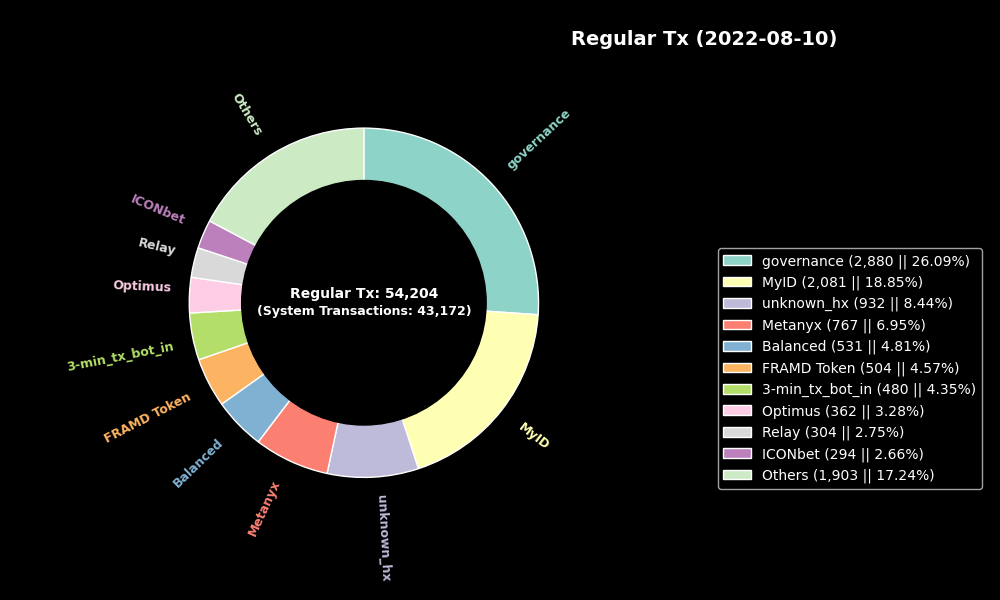 Regular Tx (2022-08-10)
governance
Others
ICONbet
Relay
Optimus
3-min_tx_bot_in
FRAMD Token
Balanced
Metanyx
unknown_hx
MyID
Regular Tx: 54,204
(System Transactions: 43,172)
governance (2,880 || 26.09%)
MyID (2,081 || 18.85%)
unknown_hx (932 || 8.44%)
Metanyx (767 || 6.95%)
Balanced (531 || 4.81%)
FRAMD Token (504 || 4.57%)
3-min_tx_bot_in (480 || 4.35%)
Optimus (362 || 3.28%)
Relay (304 || 2.75%)
ICONbet (294 || 2.66%)
Others (1,903 || 17.24%)